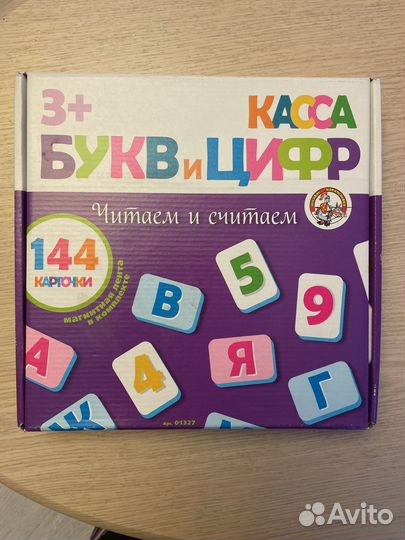 3+
КАССА
БУКВ и ЦИФР
Читаем и считаем
144
КАРТОЧКИ
магнитная лента
в комплекте
В
5
9
А
4
Я
Г
Ж
Арт. 01327
Avito